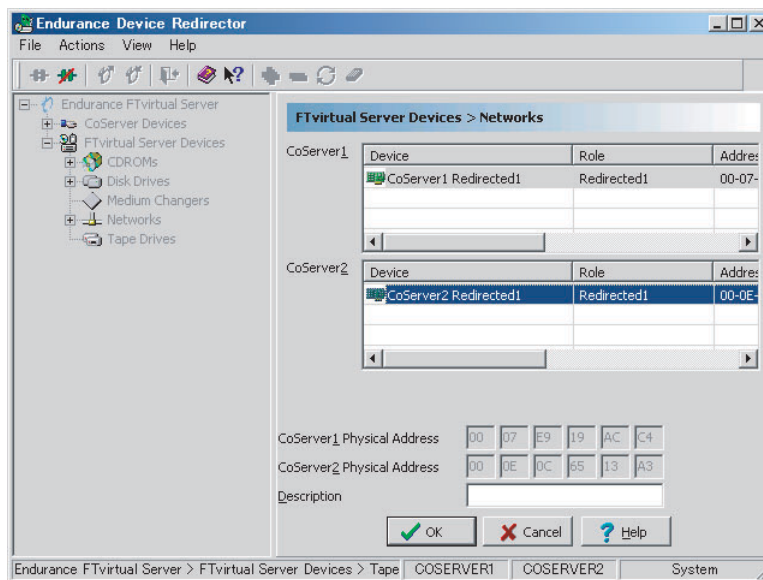 Endurance Device Redirector
File Actions View Help
Endurance FTvirtual Server
CoServer Devices
FTvirtual Server Devices
CDROMs
Disk Drives
Medium Changers
Networks
Tape Drives
FTvirtual Server Devices > Networks
CoServer1
Device Role Addres
CoServer1 Redirected1 Redirected1 00-07-
CoServer2
Device Role Addres
CoServer2 Redirected1 Redirected1 00-0E-
CoServer1 Physical Address 00 07 E9 19 AC C4
CoServer2 Physical Address 00 0E 0C 65 13 A3
Description
OK Cancel Help
Endurance FTvirtual Server > FTvirtual Server Devices > Tape COSERVER1 COSERVER2 System